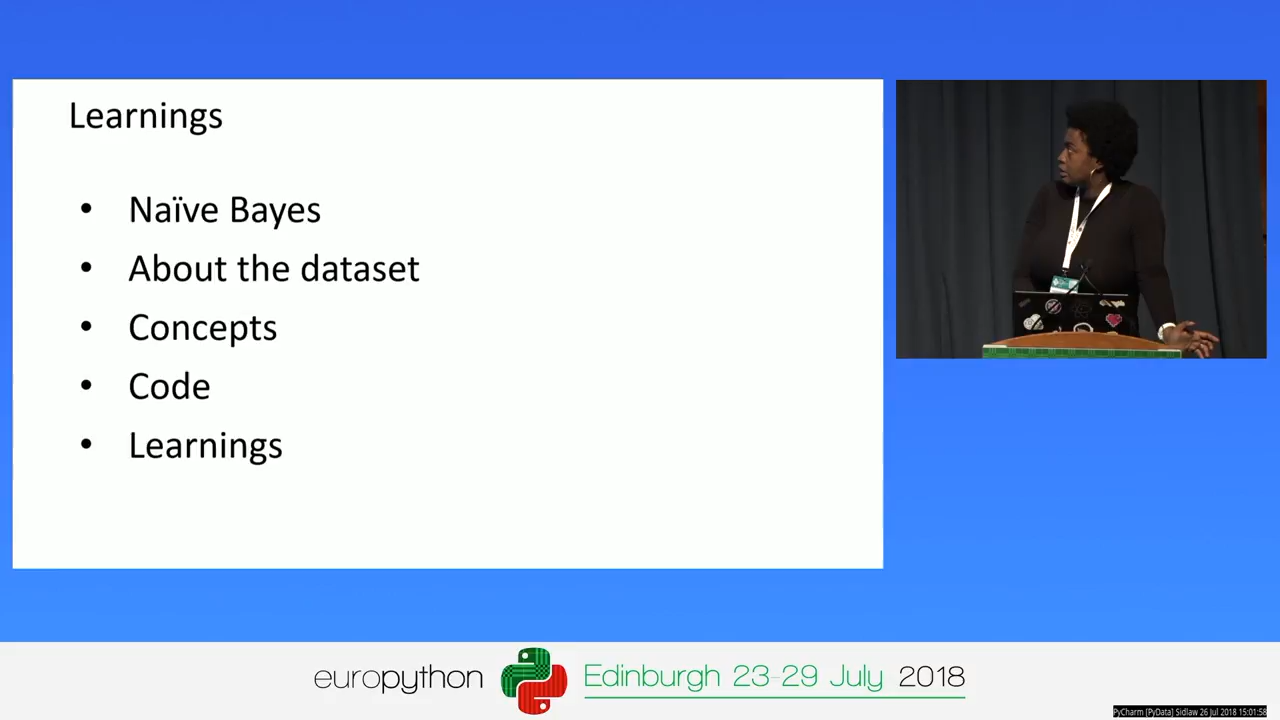 Learnings
• Naïve Bayes
• About the dataset
• Concepts
• Code
• Learnings
europython Edinburgh 23-29 July 2018
PyCharm [PyData] Sidlaw 26 Jul 2018 15:01:58